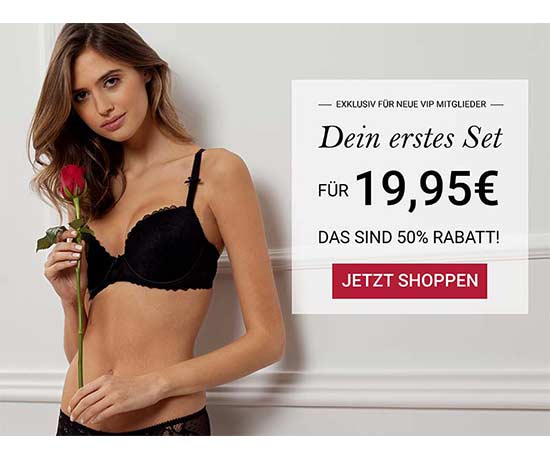 EXKLUSIV FÜR NEUE VIP MITGLIEDER
Dein erstes Set
FÜR 19,95€
DAS SIND 50% RABATT!
JETZT SHOPPEN